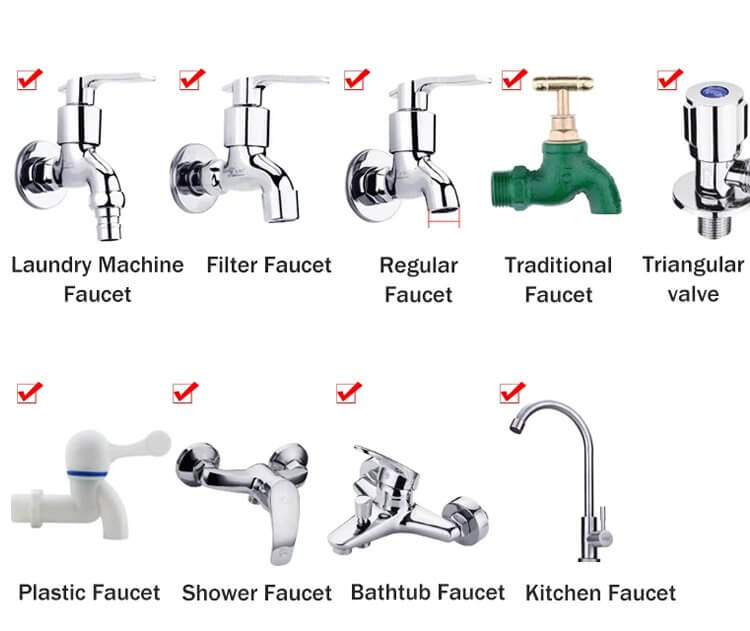 Laundry Machine
Faucet
Filter Faucet
Regular
Faucet
Traditional
Faucet
Triangular
valve
Plastic Faucet
Shower Faucet
Bathtub Faucet
Kitchen Faucet